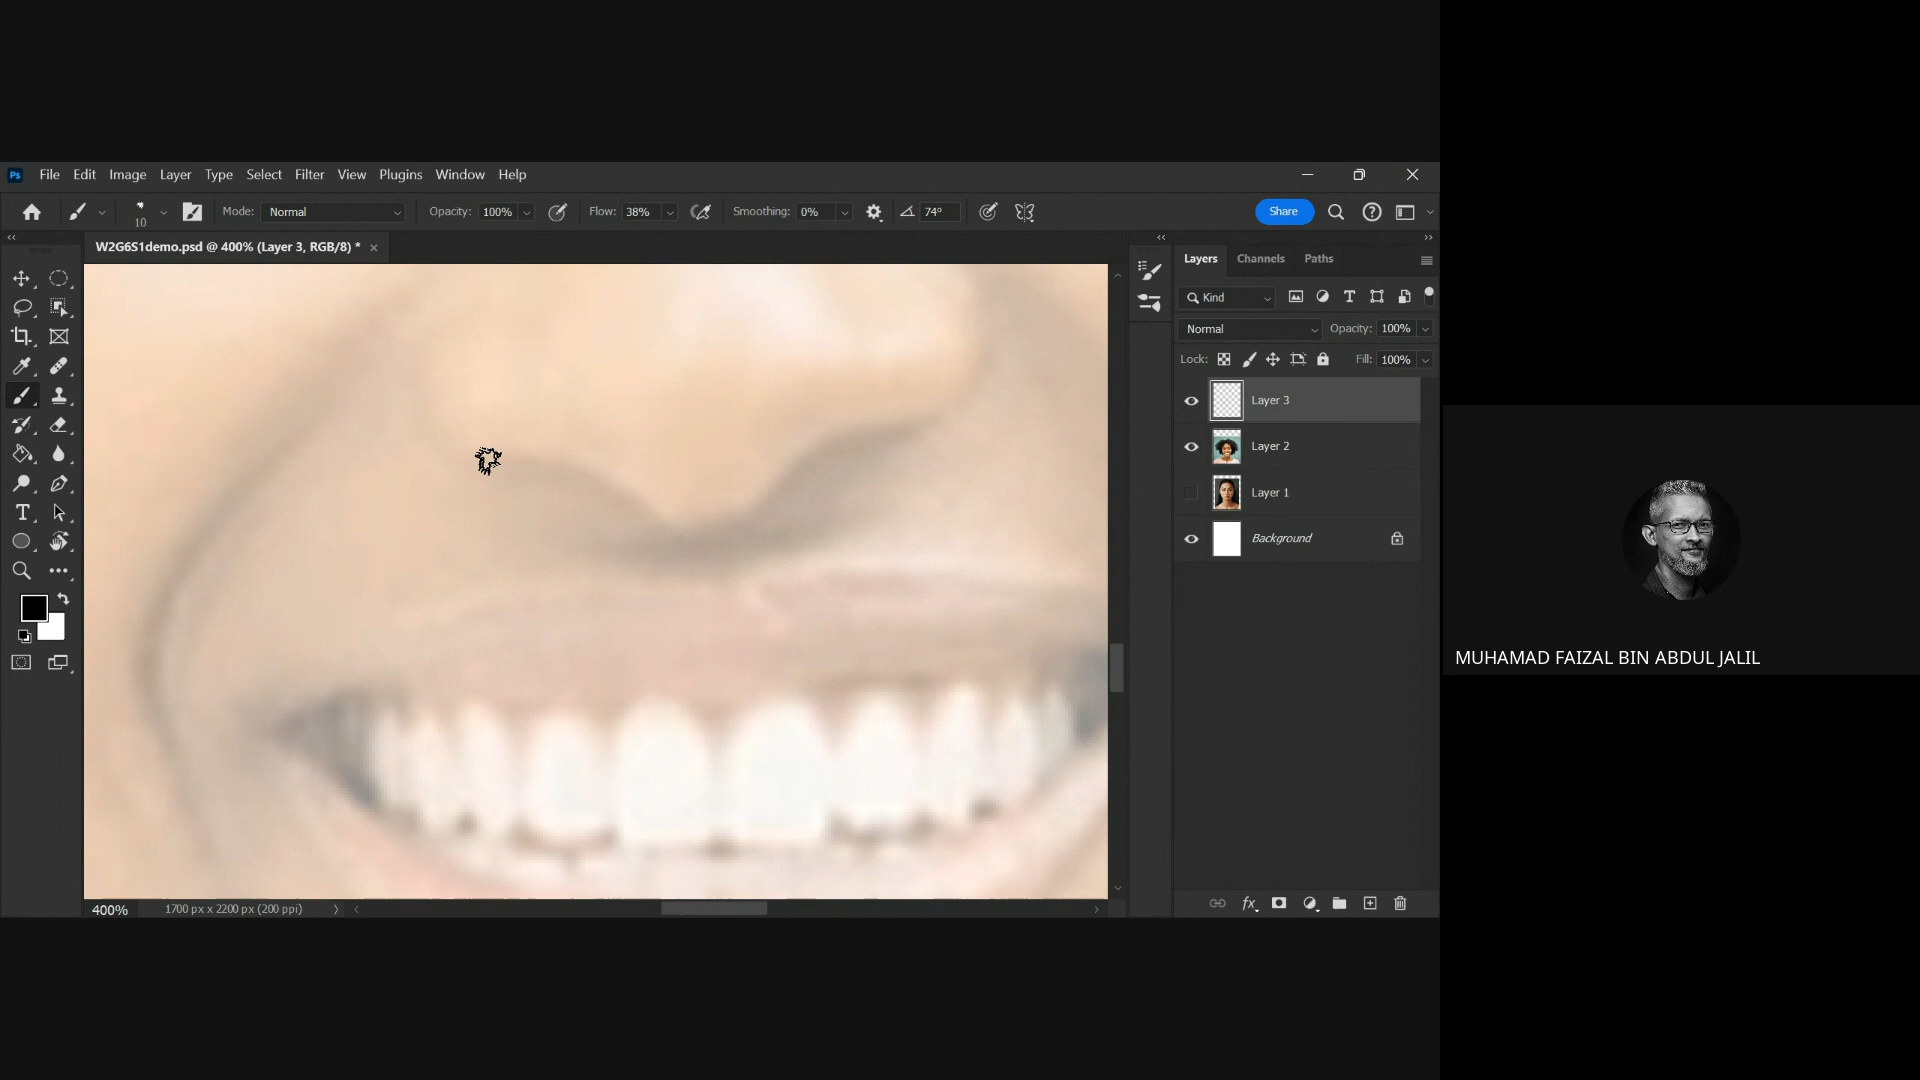 Ps File Edit Image Layer Type Select Filter View Plugins Window Help
10 Mode: Normal Opacity: 100% Flow: 38% Smoothing: 0% 74° Share
W2G6S1demo.psd @ 400% (Layer 3, RGB/8) *
Layers Channels Paths
Kind
Normal Opacity: 100%
Lock: Fill: 100%
Layer 3
Layer 2
Layer 1
Background
400% 1700 px x 2200 px (200 ppi)
fx
MUHAMAD FAIZAL BIN ABDUL JALIL